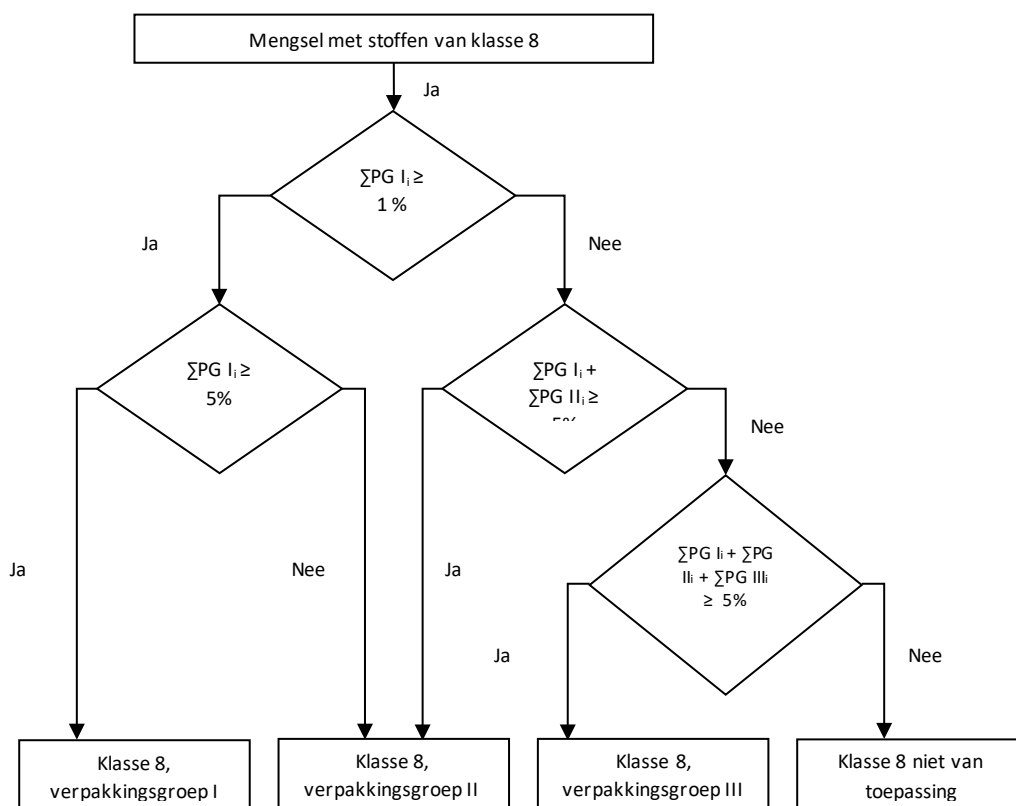 Mengsel met stoffen van klasse 8
Ja
∑PG Iᵢ ≥
1 %
Ja
Nee
∑PG Iᵢ ≥
5%
∑PG Iᵢ +
∑PG IIᵢ ≥
Nee
Ja
Nee
Ja
∑PG Iᵢ + ∑PG
IIᵢ + ∑PG IIIᵢ
≥ 5%
Ja
Nee
Klasse 8,
verpakkingsgroep I
Klasse 8,
verpakkingsgroep II
Klasse 8,
verpakkingsgroep III
Klasse 8 niet van
toepassing